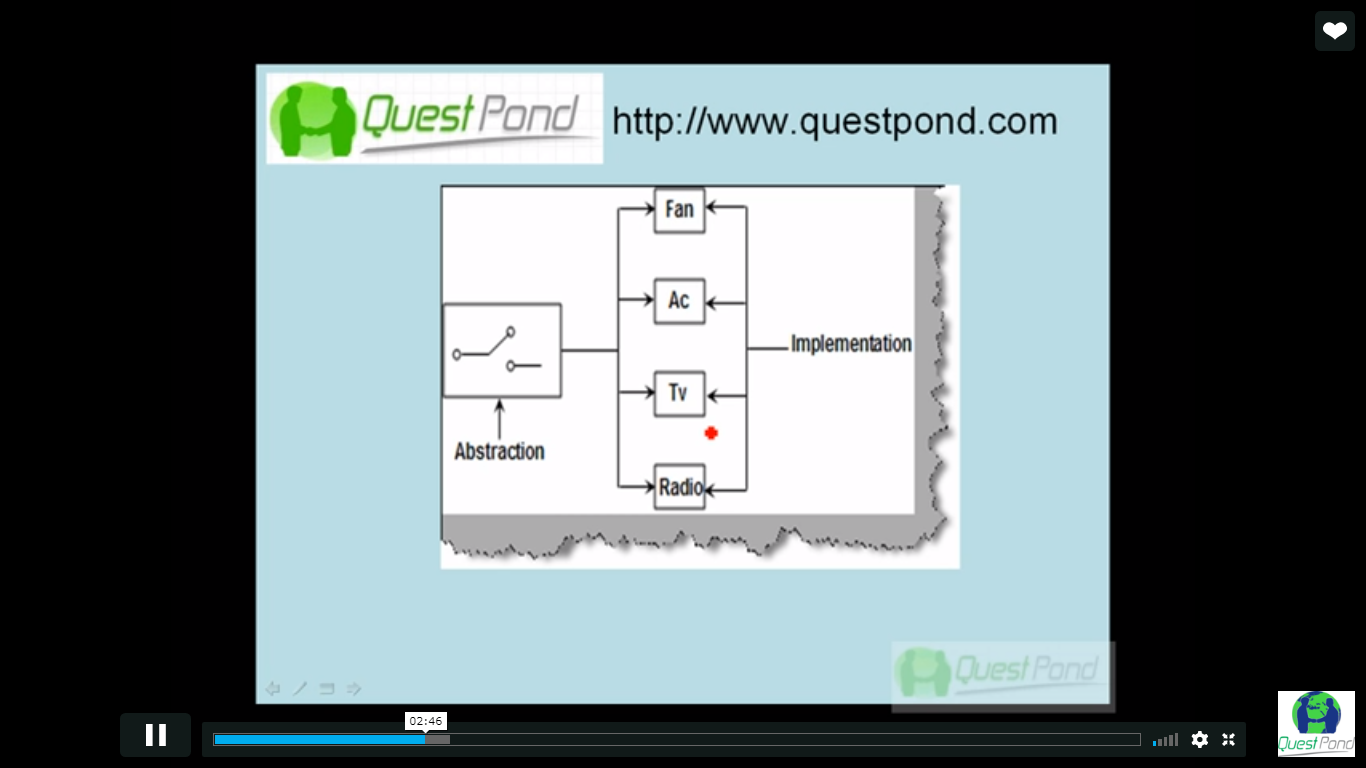 QuestPond http://www.questpond.com
Fan
Ac
Implementation
Tv
Abstraction
Radio
QuestPond
02:46
QuestPond